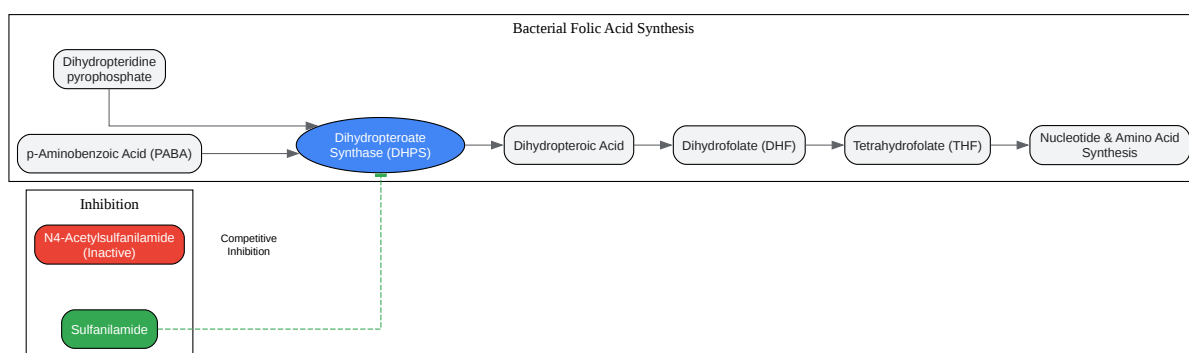 Bacterial Folic Acid Synthesis
Dihydropteridine
pyrophosphate
p-Aminobenzoic Acid (PABA)
Dihydropteroate
Synthase (DHPS)
Dihydropteroic Acid
Dihydrofolate (DHF)
Tetrahydrofolate (THF)
Nucleotide & Amino Acid
Synthesis
Inhibition
N4-Acetylsulfanilamide
(Inactive)
Competitive
Inhibition
Sulfanilamide